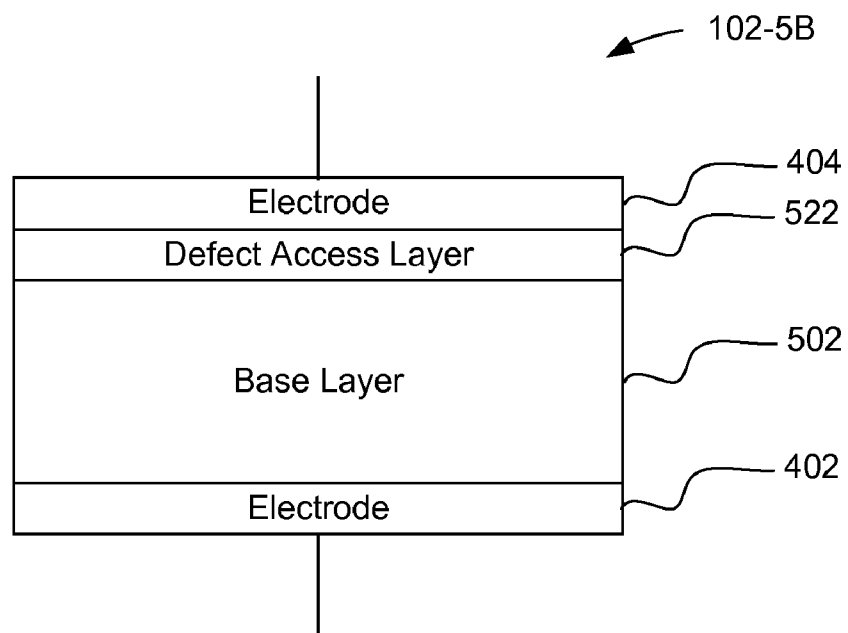 102-5B
Electrode
404
Defect Access Layer
522
Base Layer
502
Electrode
402